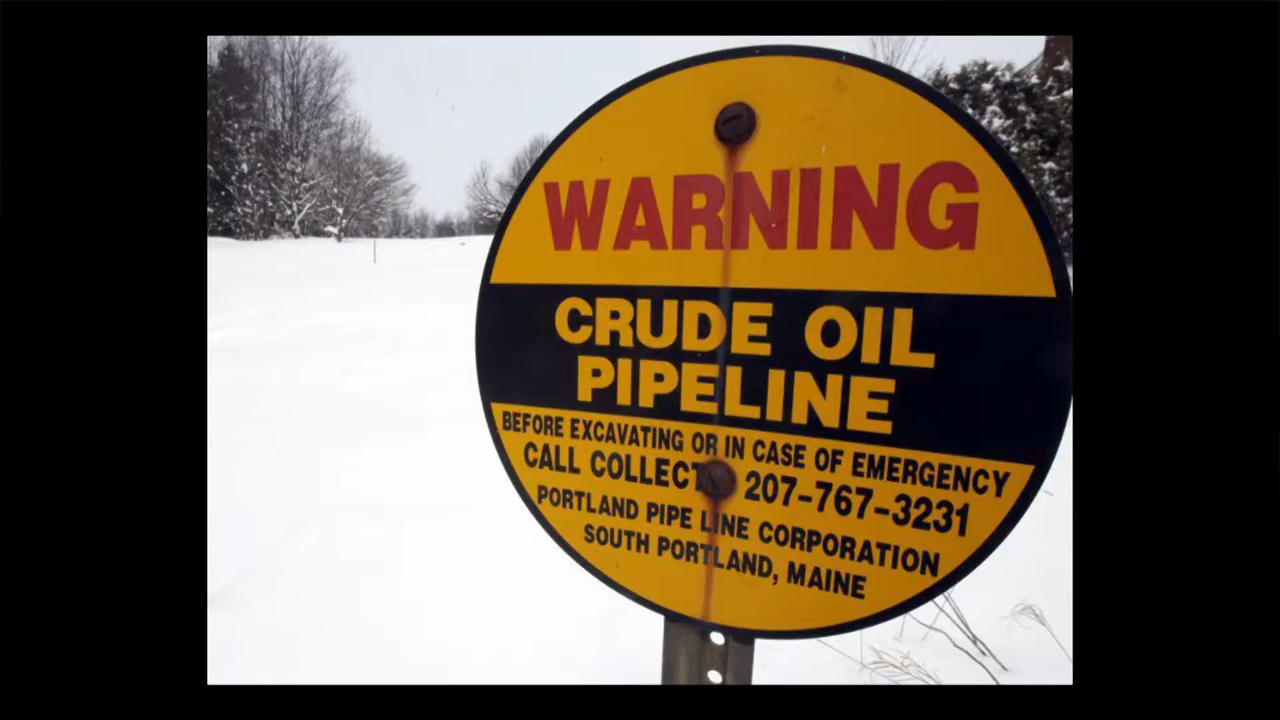 WARNING
CRUDE OIL
PIPELINE
BEFORE EXCAVATING OR IN CASE OF EMERGENCY
CALL COLLECT 207-767-3231
PORTLAND PIPE LINE CORPORATION
SOUTH PORTLAND, MAINE